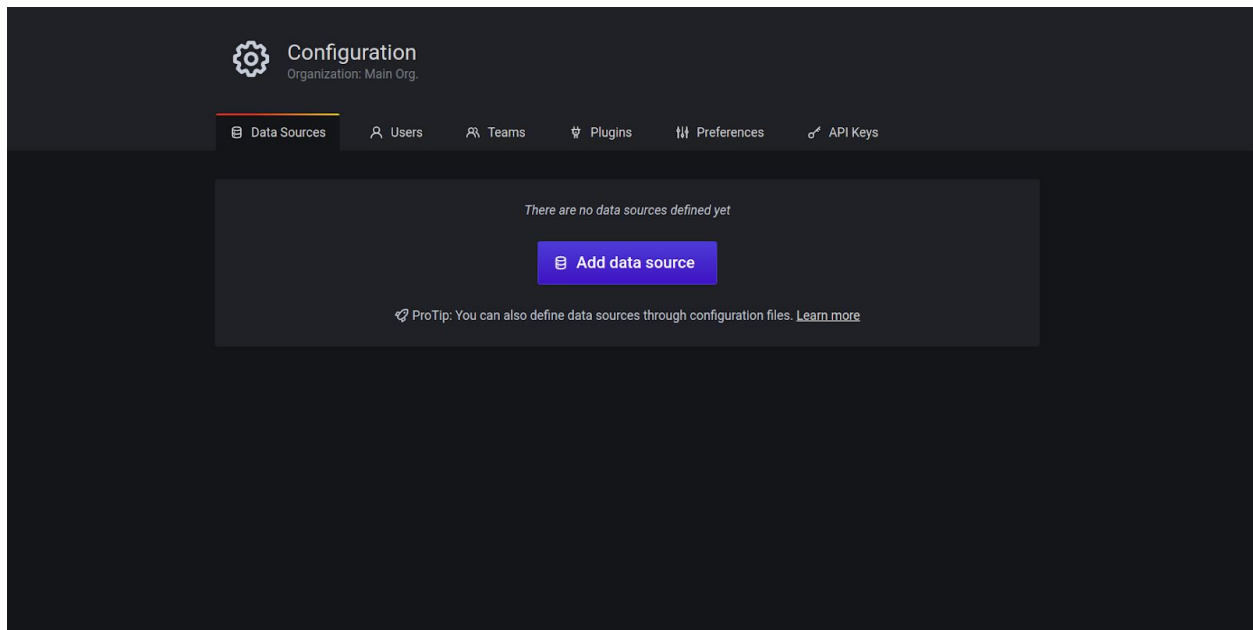 Configuration
Organization: Main Org.
Data Sources Users Teams Plugins Preferences API Keys
There are no data sources defined yet
Add data source
ProTip: You can also define data sources through configuration files. Learn more